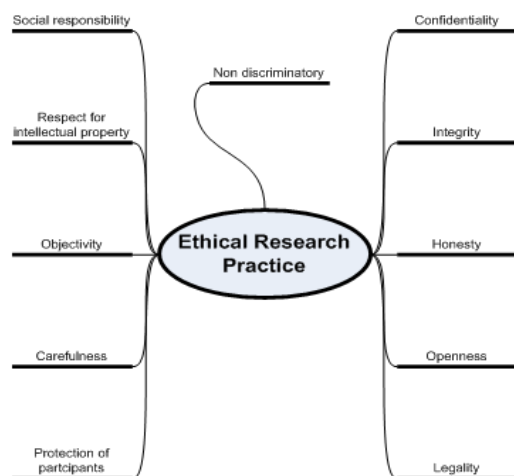 Social responsibility
Confidentiality
Non discriminatory
Respect for
intellectual property
Integrity
Objectivity
Ethical Research
Practice
Honesty
Carefulness
Openness
Protection of
partcipants
Legality